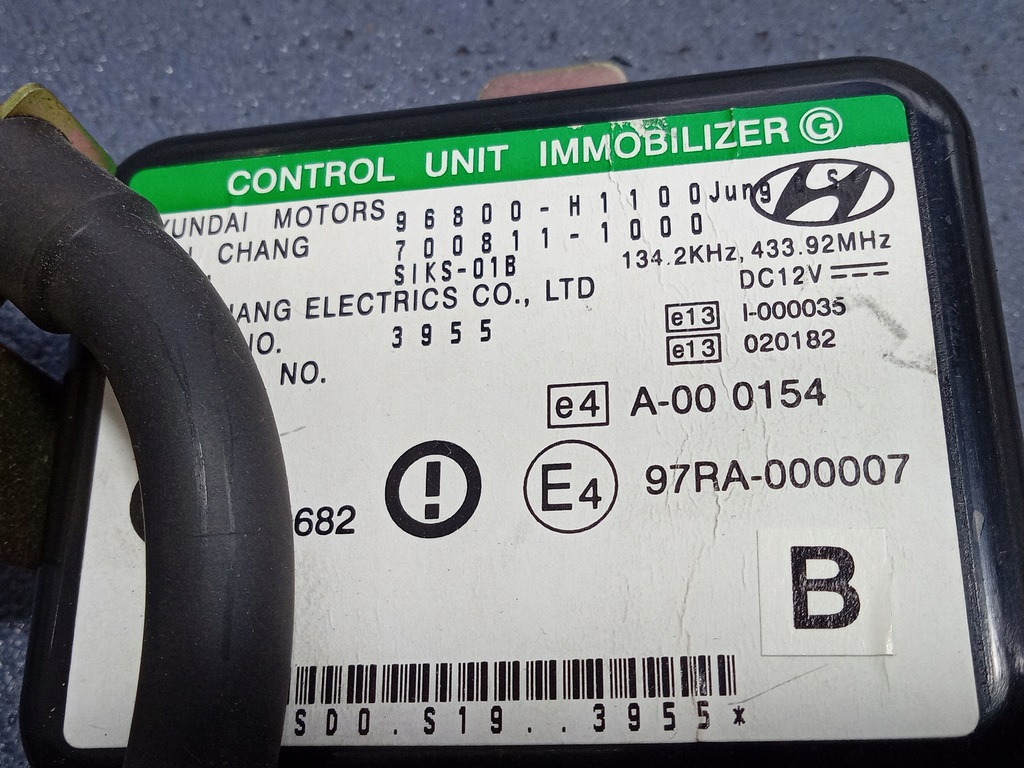 CONTROL UNIT IMMOBILIZER G
YUNDAI MOTORS 96800-H1100 Jung S
CHANG 700811-1000
SIKS-01B 134.2KHz, 433.92MHz
DC12V
ANG ELECTRICS CO., LTD
e13 I-000035
NO. 3955
e13 020182
NO.
e4 A-00 0154
682 ! E4 97RA-000007
B
SD0.S19..3955*